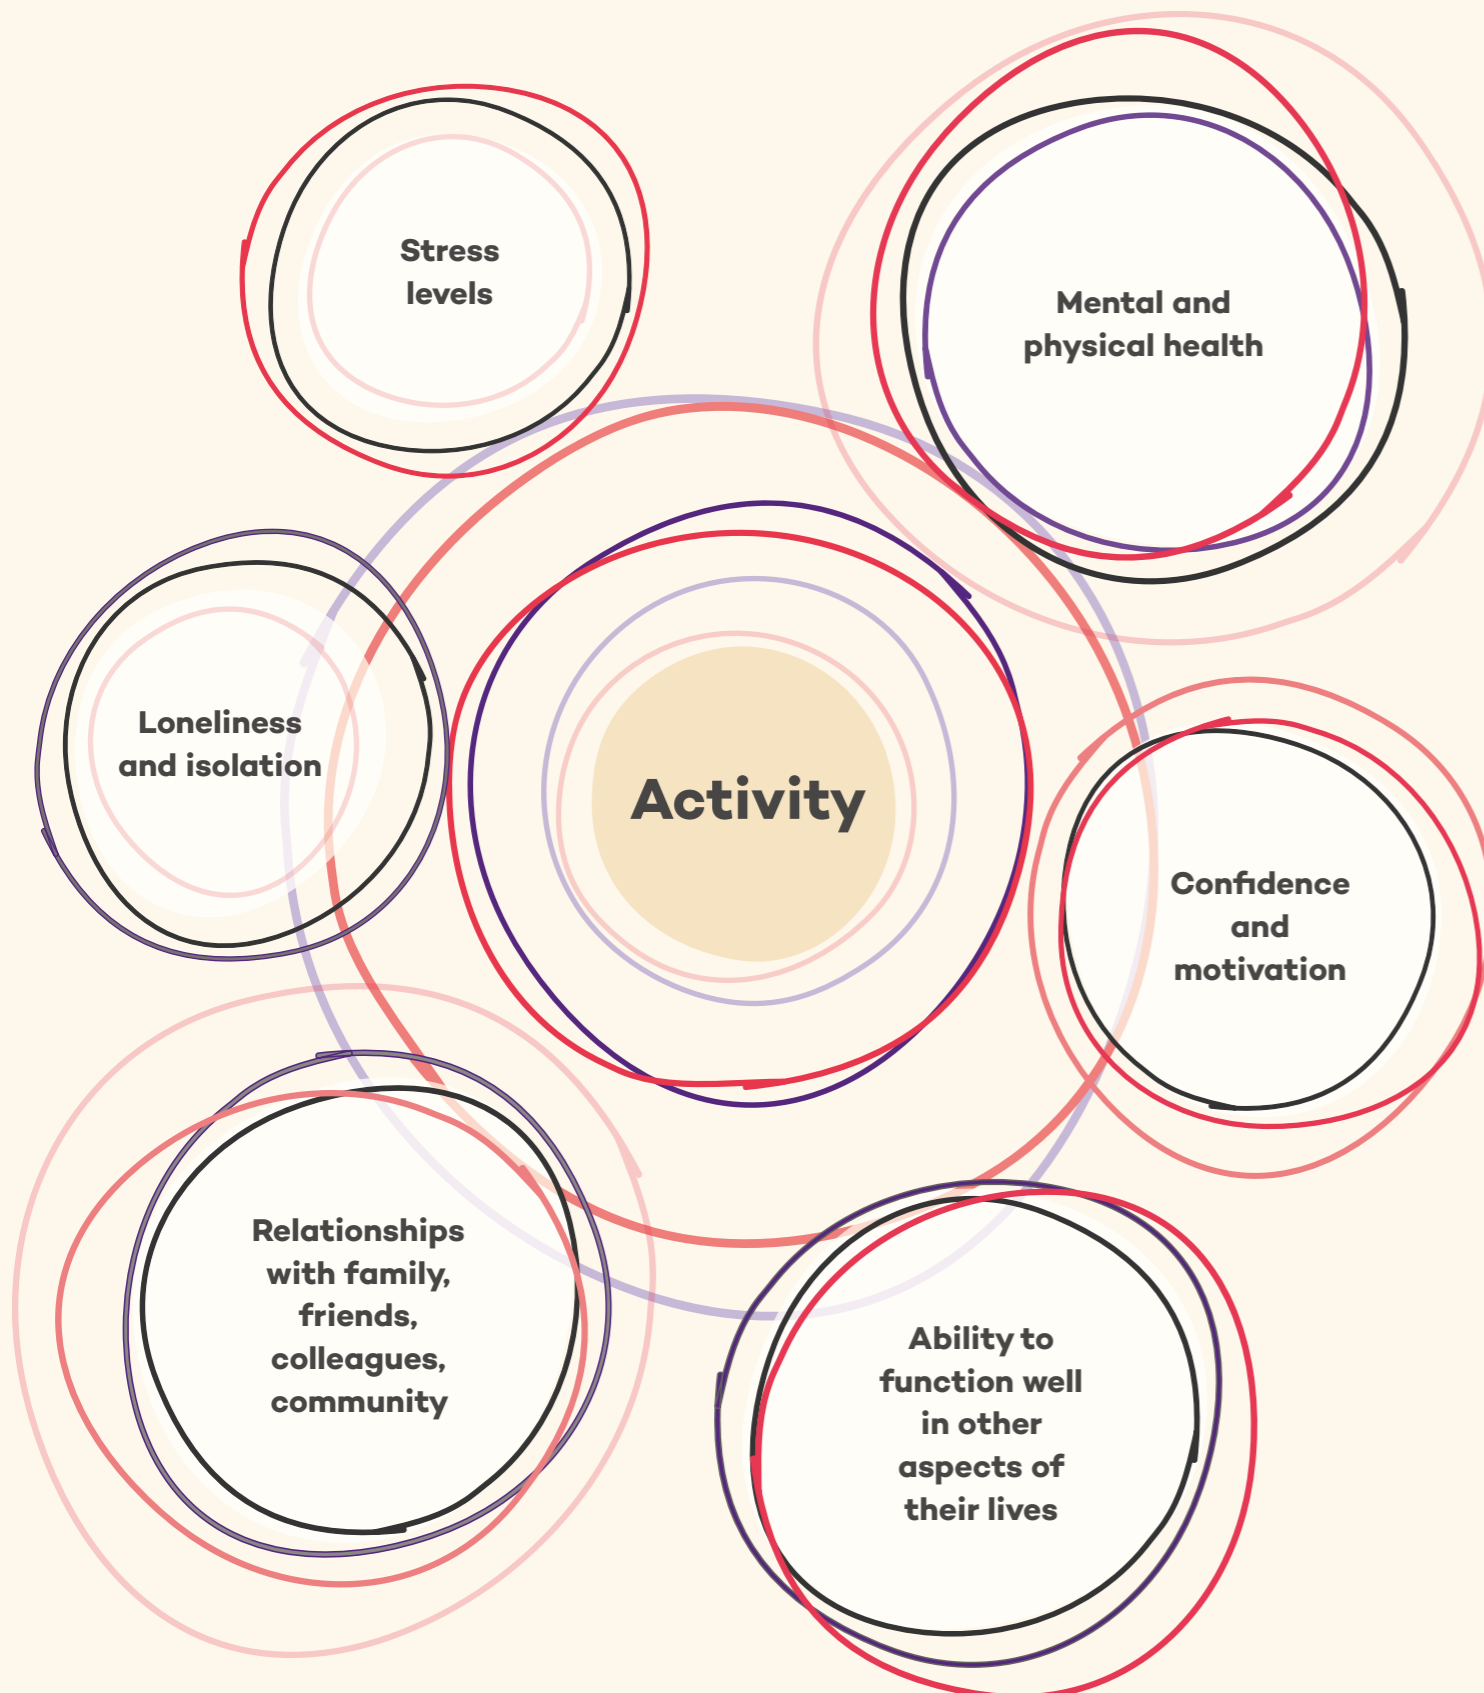 Stress
levels
Mental and
physical health
Loneliness
and isolation
Activity
Confidence
and
motivation
Relationships
with family,
friends,
colleagues,
community
Ability to
function well
in other
aspects of
their lives